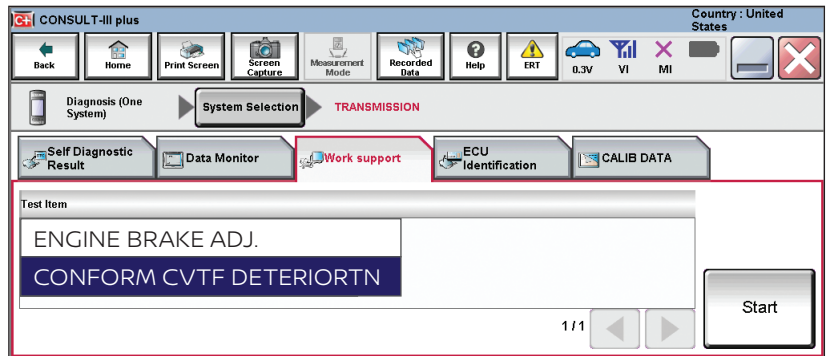 C+ CONSULT-III plus
Country : United
States
Back
Home
Print Screen
Screen
Capture
Measurement
Mode
Recorded
Data
Help
ERT
0.3V
VI
MI
Diagnosis (One
System)
System Selection
TRANSMISSION
Self Diagnostic
Result
Data Monitor
Work support
ECU
Identification
CALIB DATA
Test Item
ENGINE BRAKE ADJ.
CONFORM CVTF DETERIORTN
Start
1/1